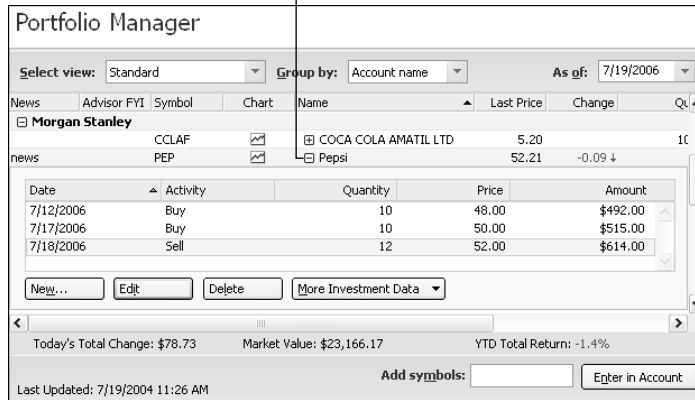 Portfolio Manager
Select view: Standard Group by: Account name As of: 7/19/2006
News Advisor FYI Symbol Chart Name Last Price Change
Morgan Stanley
CCLAF COCA COLA AMATIL LTD 5.20
news PEP Pepsi 52.21 -0.09
Date Activity Quantity Price Amount
7/12/2006 Buy 10 48.00 $492.00
7/17/2006 Buy 10 50.00 $515.00
7/18/2006 Sell 12 52.00 $614.00
New... Edit Delete More Investment Data
Today's Total Change: $78.73 Market Value: $23,166.17 YTD Total Return: -1.4%
Add symbols: Enter in Account
Last Updated: 7/19/2004 11:26 AM